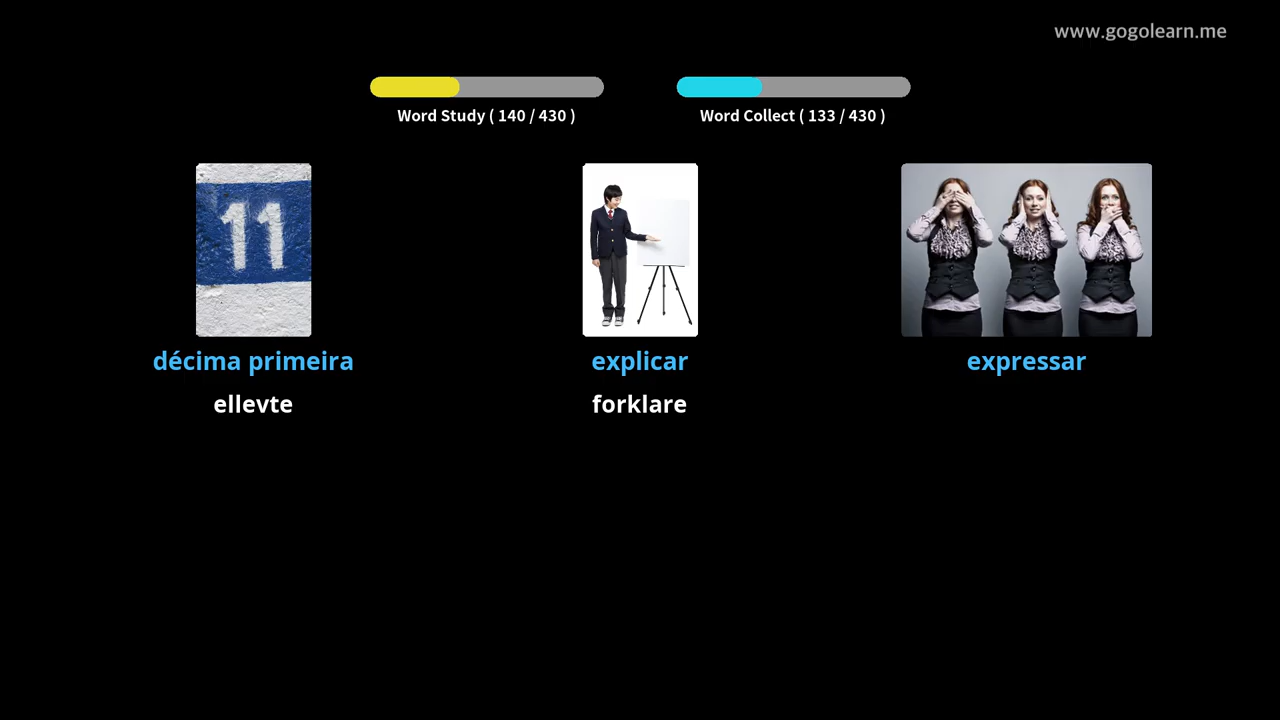 www.gogolearn.me
Word Study ( 140 / 430 )
Word Collect ( 133 / 430 )
11
décima primeira
explicar
expressar
ellevte
forklare